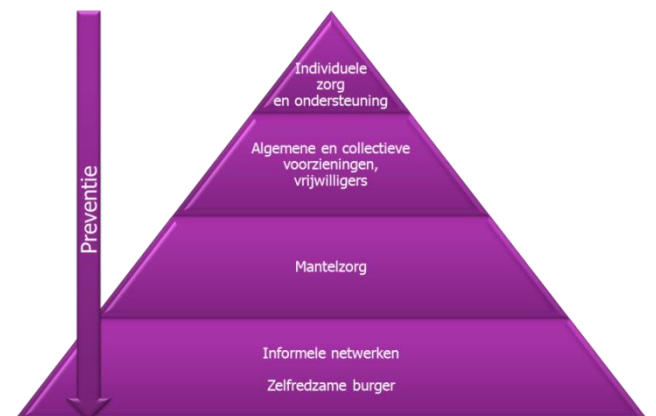 Preventie
Individuele
zorg
en ondersteuning
Algemene en collectieve
voorzieningen,
vrijwilligers
Mantelzorg
Informele netwerken
Zelfredzame burger